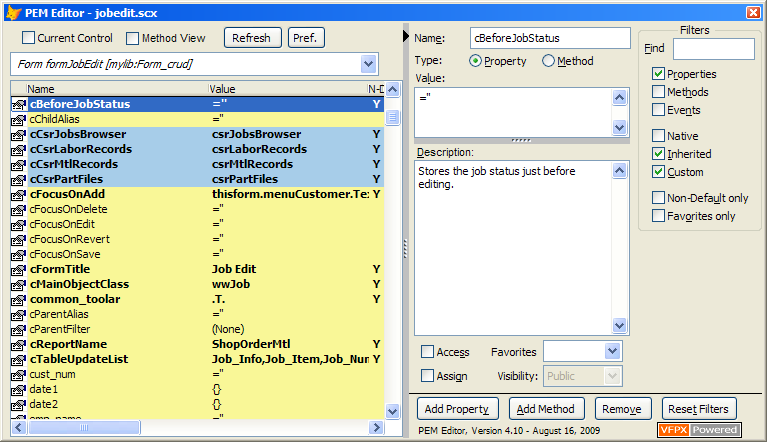 PEM Editor - jobedit.scx
Current Control
Method View
Refresh
Pref.
Form formJobEdit [mylib:Form_crud]
Name Value N-D
cBeforeJobStatus ='' Y
cChildAlias =''
cCsrJobsBrowser csrJobsBrowser Y
cCsrLaborRecords csrLaborRecords Y
cCsrMtlRecords csrMtlRecords Y
cCsrPartFiles csrPartFiles Y
cFocusOnAdd thisform.menuCustomer.Te Y
cFocusOnDelete =''
cFocusOnEdit =''
cFocusOnRevert =''
cFocusOnSave =''
cFormTitle Job Edit Y
cMainObjectClass wwJob Y
common_toolar .T. Y
cParentAlias =''
cParentFilter (None)
cReportName ShopOrderMtl Y
cTableUpdateList Job_Info,Job_Item,Job_Num Y
cust_num =''
date1 {}
date2 {}
emp_name =''
Name: cBeforeJobStatus
Type: Property Method
Value:
=''
Description:
Stores the job status just before
editing.
Access Favorites
Assign Visibility: Public
Filters
Find
Properties
Methods
Events
Native
Inherited
Custom
Non-Default only
Favorites only
Add Property Add Method Remove Reset Filters
PEM Editor, Version 4.10 - August 16, 2009 VFPX Powered